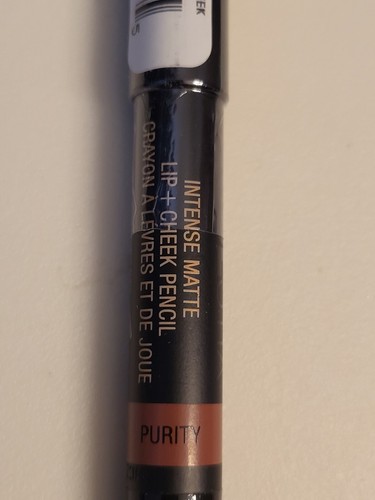 INTENSE MATTE
LIP + CHEEK PENCIL
CRAYON À LÈVRES ET DE JOUE
PURITY